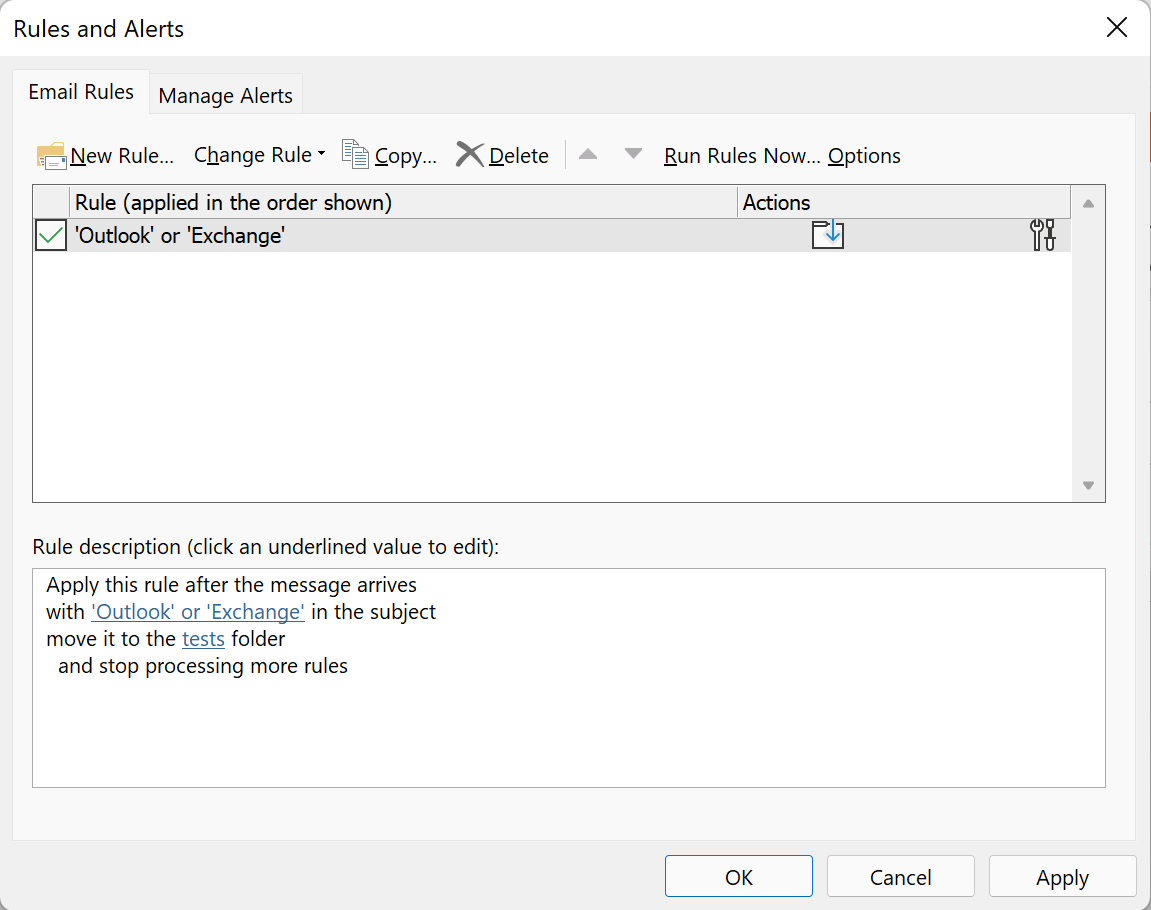 Rules and Alerts
Email Rules
Manage Alerts
New Rule...
Change Rule
Copy...
Delete
Run Rules Now...
Options
Rule (applied in the order shown)
Actions
'Outlook' or 'Exchange'
Rule description (click an underlined value to edit):
Apply this rule after the message arrives
with 'Outlook' or 'Exchange' in the subject
move it to the tests folder
and stop processing more rules
OK
Cancel
Apply